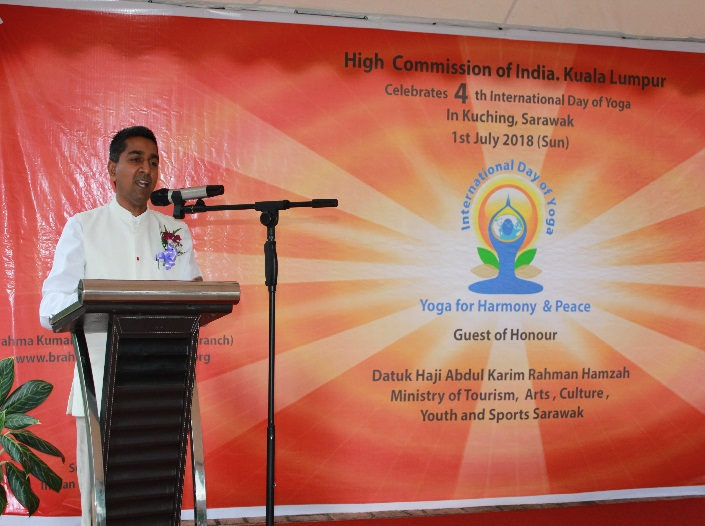 High Commission of India. Kuala Lumpur
Celebrates 4 th International Day of Yoga
In Kuching, Sarawak
1st July 2018 (Sun)
International Day of Yoga
Yoga for Harmony & Peace
Guest of Honour
Datuk Haji Abdul Karim Rahman Hamzah
Ministry of Tourism, Arts , Culture ,
Youth and Sports Sarawak